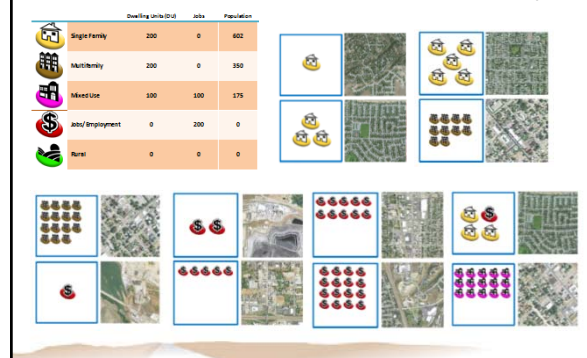 Dwelling Units (DU) Jobs Population
Single Family 200 0 602
Multifamily 200 0 350
Mixed Use 100 100 175
Jobs/ Employment 0 200 0
Rural 0 0 0